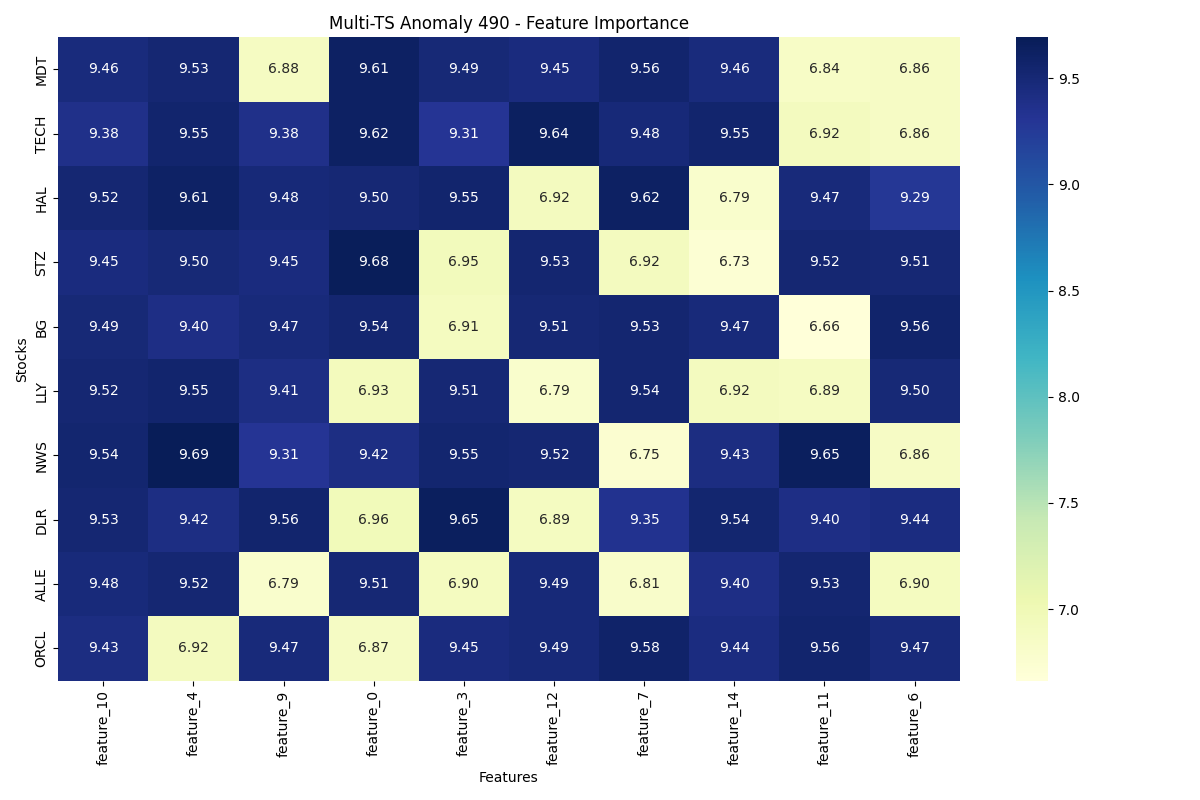 Multi-TS Anomaly 490 - Feature Importance
Stocks
MDT 9.46 9.53 6.88 9.61 9.49 9.45 9.56 9.46 6.84 6.86
TECH 9.38 9.55 9.38 9.62 9.31 9.64 9.48 9.55 6.92 6.86
HAL 9.52 9.61 9.48 9.50 9.55 6.92 9.62 6.79 9.47 9.29
STZ 9.45 9.50 9.45 9.68 6.95 9.53 6.92 6.73 9.52 9.51
BG 9.49 9.40 9.47 9.54 6.91 9.51 9.53 9.47 6.66 9.56
LLY 9.52 9.55 9.41 6.93 9.51 6.79 9.54 6.92 6.89 9.50
NWS 9.54 9.69 9.31 9.42 9.55 9.52 6.75 9.43 9.65 6.86
DLR 9.53 9.42 9.56 6.96 9.65 6.89 9.35 9.54 9.40 9.44
ALLE 9.48 9.52 6.79 9.51 6.90 9.49 6.81 9.40 9.53 6.90
ORCL 9.43 6.92 9.47 6.87 9.45 9.49 9.58 9.44 9.56 9.47
feature_10 feature_4 feature_9 feature_0 feature_3 feature_12 feature_7 feature_14 feature_11 feature_6
Features
9.5
9.0
8.5
8.0
7.5
7.0